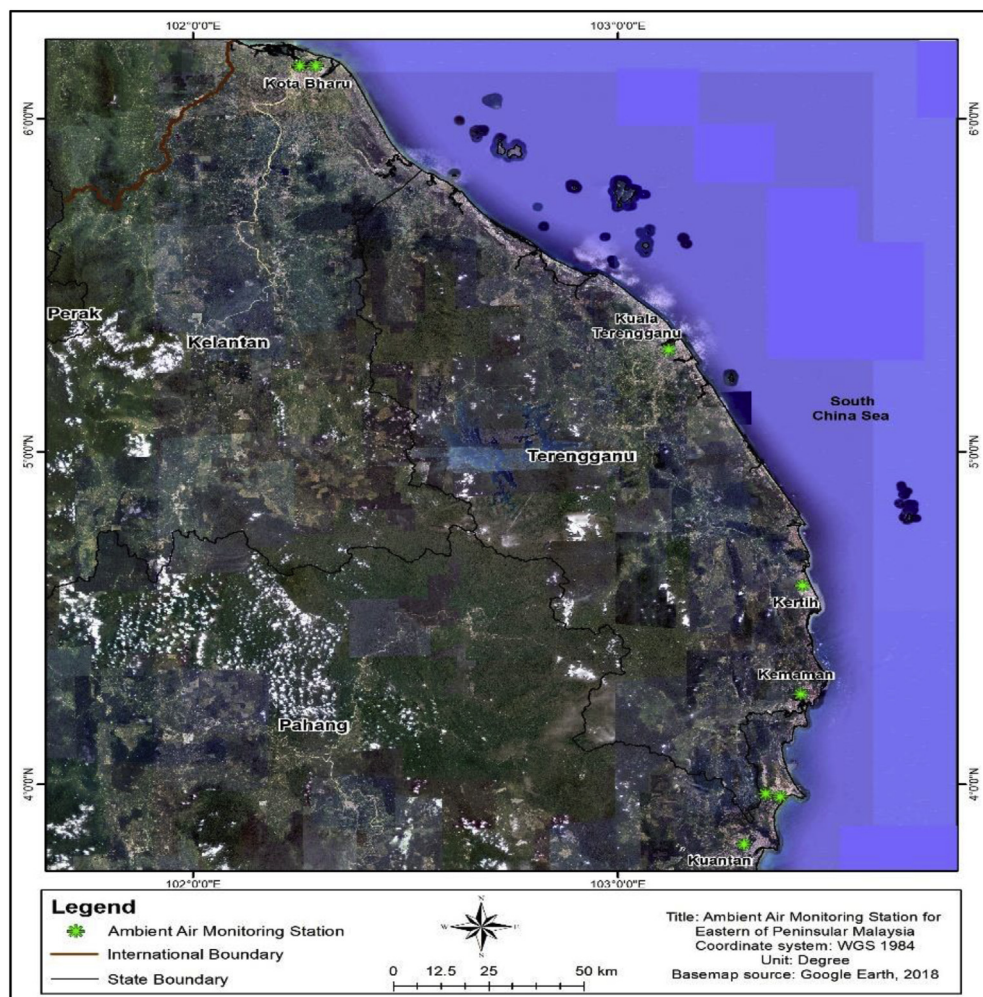 102°0'0"E 103°0'0"E
Kota Bharu
6°0'0"N 6°0'0"N
Perak
Kelantan
Kuala
Terengganu
South
China Sea
5°0'0"N 5°0'0"N
Terengganu
Kertih
Kemaman
Pahang
4°0'0"N 4°0'0"N
Kuantan
102°0'0"E 103°0'0"E
Legend
Ambient Air Monitoring Station
International Boundary
State Boundary
N
W E
S
0 12.5 25 50 km
Title: Ambient Air Monitoring Station for
Eastern of Peninsular Malaysia
Coordinate system: WGS 1984
Unit: Degree
Basemap source: Google Earth, 2018